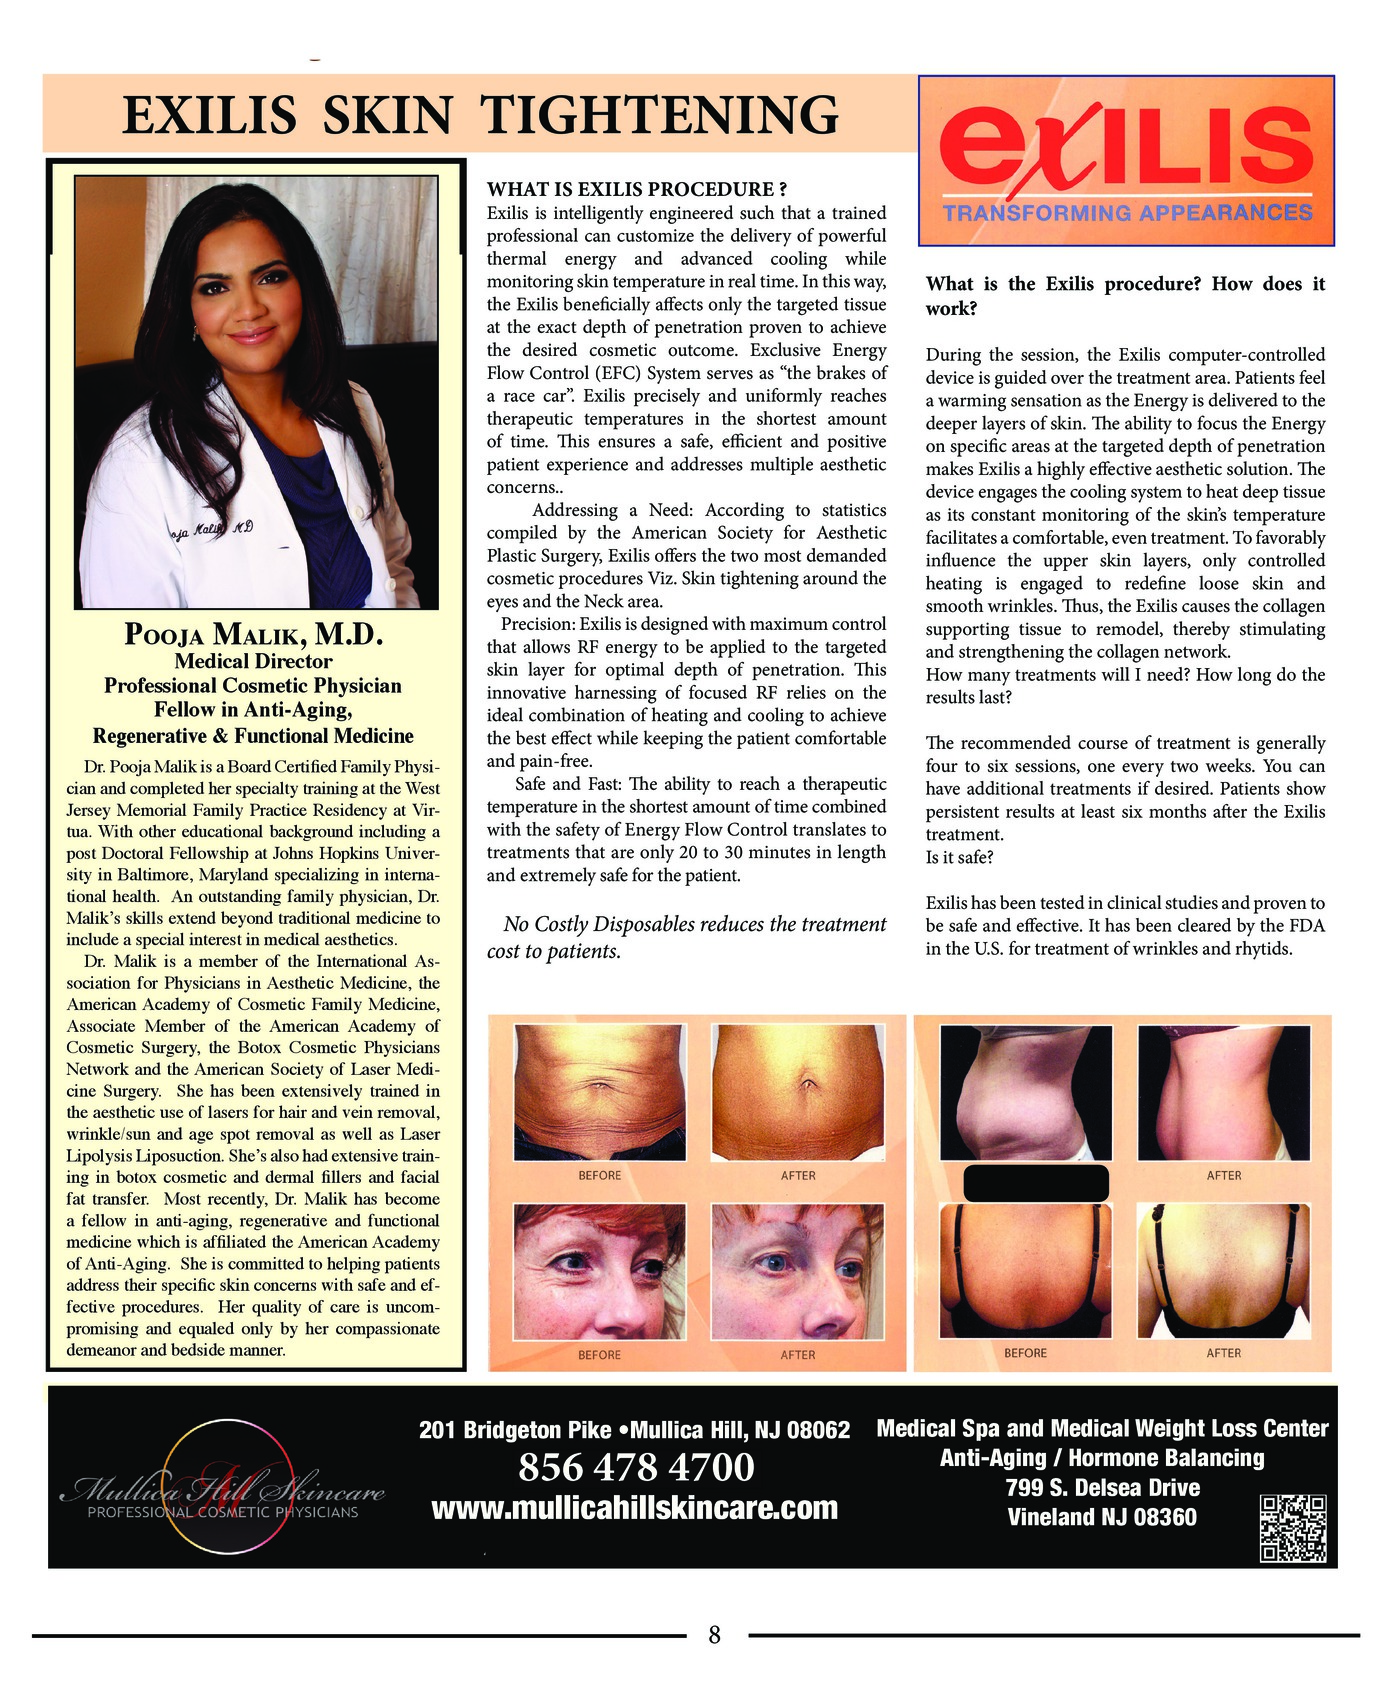 EXILIS SKIN TIGHTENING
exILIS
TRANSFORMING APPEARANCES
oja Malik MD
POOJA MALIK, M.D.
Medical Director
Professional Cosmetic Physician
Fellow in Anti-Aging,
Regenerative & Functional Medicine
Dr. Pooja Malik is a Board Certified Family Physi-
cian and completed her specialty training at the West
Jersey Memorial Family Practice Residency at Vir-
tua. With other educational background including a
post Doctoral Fellowship at Johns Hopkins Univer-
sity in Baltimore, Maryland specializing in interna-
tional health. An outstanding family physician, Dr.
Malik's skills extend beyond traditional medicine to
include a special interest in medical aesthetics.
Dr. Malik is a member of the International As-
sociation for Physicians in Aesthetic Medicine, the
American Academy of Cosmetic Family Medicine,
Associate Member of the American Academy of
Cosmetic Surgery, the Botox Cosmetic Physicians
Network and the American Society of Laser Medi-
cine Surgery. She has been extensively trained in
the aesthetic use of lasers for hair and vein removal,
wrinkle/sun and age spot removal as well as Laser
Lipolysis Liposuction. She's also had extensive train-
ing in botox cosmetic and dermal fillers and facial
fat transfer. Most recently, Dr. Malik has become
a fellow in anti-aging, regenerative and functional
medicine which is affiliated the American Academy
of Anti-Aging. She is committed to helping patients
address their specific skin concerns with safe and ef-
fective procedures. Her quality of care is uncom-
promising and equaled only by her compassionate
demeanor and bedside manner.
WHAT IS EXILIS PROCEDURE ?
Exilis is intelligently engineered such that a trained
professional can customize the delivery of powerful
thermal energy and advanced cooling while
monitoring skin temperature in real time. In this way,
the Exilis beneficially affects only the targeted tissue
at the exact depth of penetration proven to achieve
the desired cosmetic outcome. Exclusive Energy
Flow Control (EFC) System serves as “the brakes of
a race car”. Exilis precisely and uniformly reaches
therapeutic temperatures in the shortest amount
of time. This ensures a safe, efficient and positive
patient experience and addresses multiple aesthetic
concerns..
Addressing a Need: According to statistics
compiled by the American Society for Aesthetic
Plastic Surgery, Exilis offers the two most demanded
cosmetic procedures Viz. Skin tightening around the
eyes and the Neck area.
Precision: Exilis is designed with maximum control
that allows RF energy to be applied to the targeted
skin layer for optimal depth of penetration. This
innovative harnessing of focused RF relies on the
ideal combination of heating and cooling to achieve
the best effect while keeping the patient comfortable
and pain-free.
Safe and Fast: The ability to reach a therapeutic
temperature in the shortest amount of time combined
with the safety of Energy Flow Control translates to
treatments that are only 20 to 30 minutes in length
and extremely safe for the patient.
No Costly Disposables reduces the treatment
cost to patients.
What is the Exilis procedure? How does it
work?
During the session, the Exilis computer-controlled
device is guided over the treatment area. Patients feel
a warming sensation as the Energy is delivered to the
deeper layers of skin. The ability to focus the Energy
on specific areas at the targeted depth of penetration
makes Exilis a highly effective aesthetic solution. The
device engages the cooling system to heat deep tissue
as its constant monitoring of the skin's temperature
facilitates a comfortable, even treatment. To favorably
influence the upper skin layers, only controlled
heating is engaged to redefine loose skin and
smooth wrinkles. Thus, the Exilis causes the collagen
supporting tissue to remodel, thereby stimulating
and strengthening the collagen network.
How many treatments will I need? How long do the
results last?
The recommended course of treatment is generally
four to six sessions, one every two weeks. You can
have additional treatments if desired. Patients show
persistent results at least six months after the Exilis
treatment.
Is it safe?
Exilis has been tested in clinical studies and proven to
be safe and effective. It has been cleared by the FDA
in the U.S. for treatment of wrinkles and rhytids.
BEFORE AFTER
BEFORE AFTER
AFTER
BEFORE AFTER
Mullica Hill Skincare
PROFESSIONAL COSMETIC PHYSICIANS
201 Bridgeton Pike •Mullica Hill, NJ 08062
856 478 4700
www.mullicahillskincare.com
Medical Spa and Medical Weight Loss Center
Anti-Aging / Hormone Balancing
799 S. Delsea Drive
Vineland NJ 08360
8